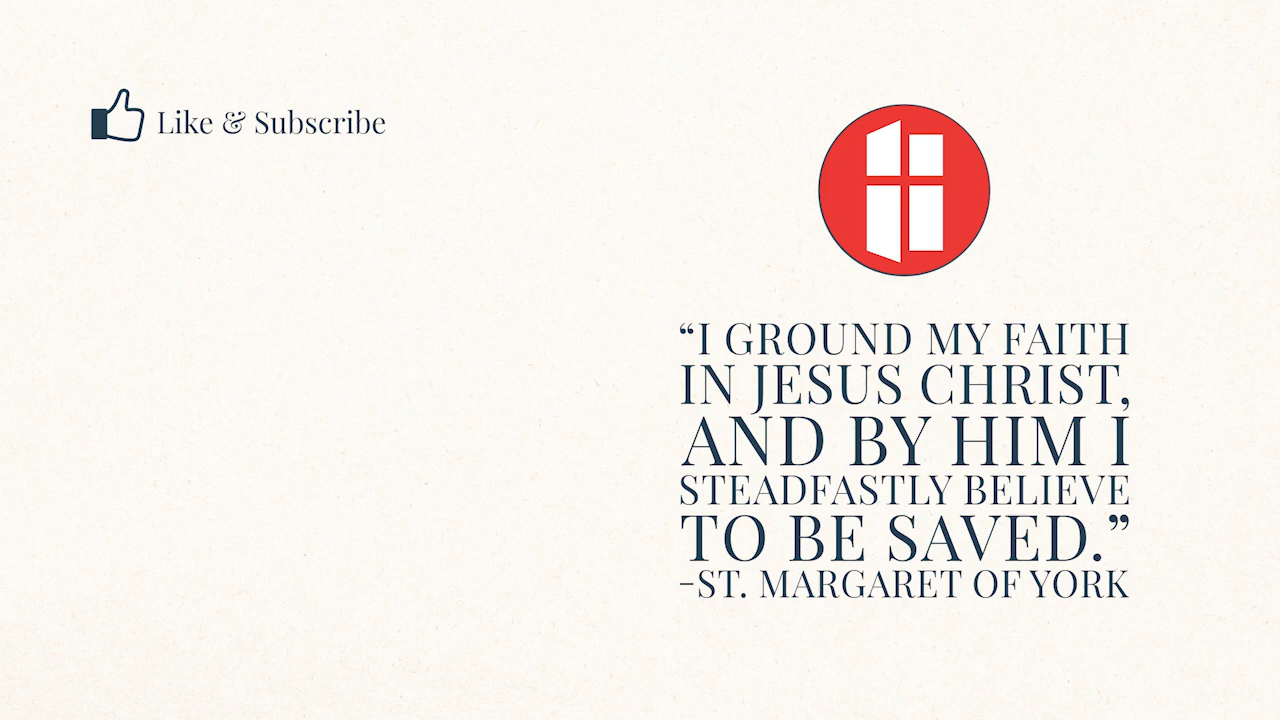 Like & Subscribe
“I GROUND MY FAITH
IN JESUS CHRIST,
AND BY HIM I
STEADFASTLY BELIEVE
TO BE SAVED.”
-ST. MARGARET OF YORK